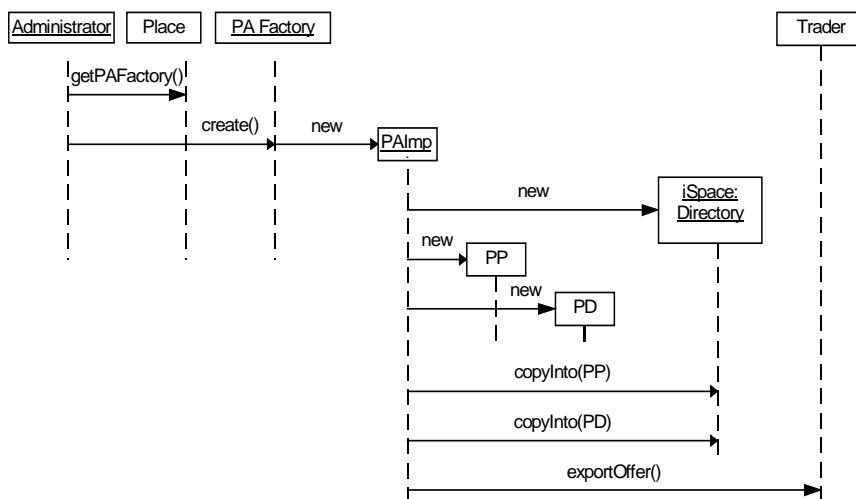 Administrator
Place
PA Factory
Trader
getPAFactory()
create()
new
PAImp
new
iSpace:
Directory
new
PP
new
PD
copyInto(PP)
copyInto(PD)
exportOffer()